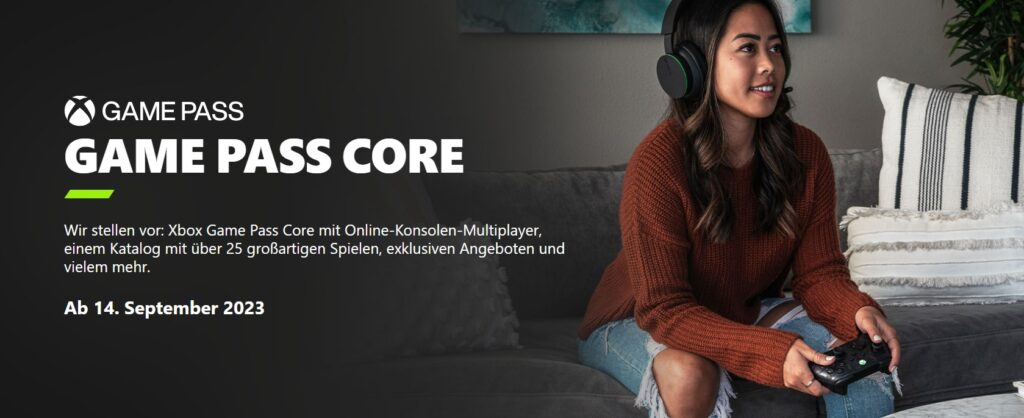 GAME PASS
GAME PASS CORE
Wir stellen vor: Xbox Game Pass Core mit Online-Konsolen-Multiplayer,
einem Katalog mit über 25 großartigen Spielen, exklusiven Angeboten und
vielem mehr.
Ab 14. September 2023